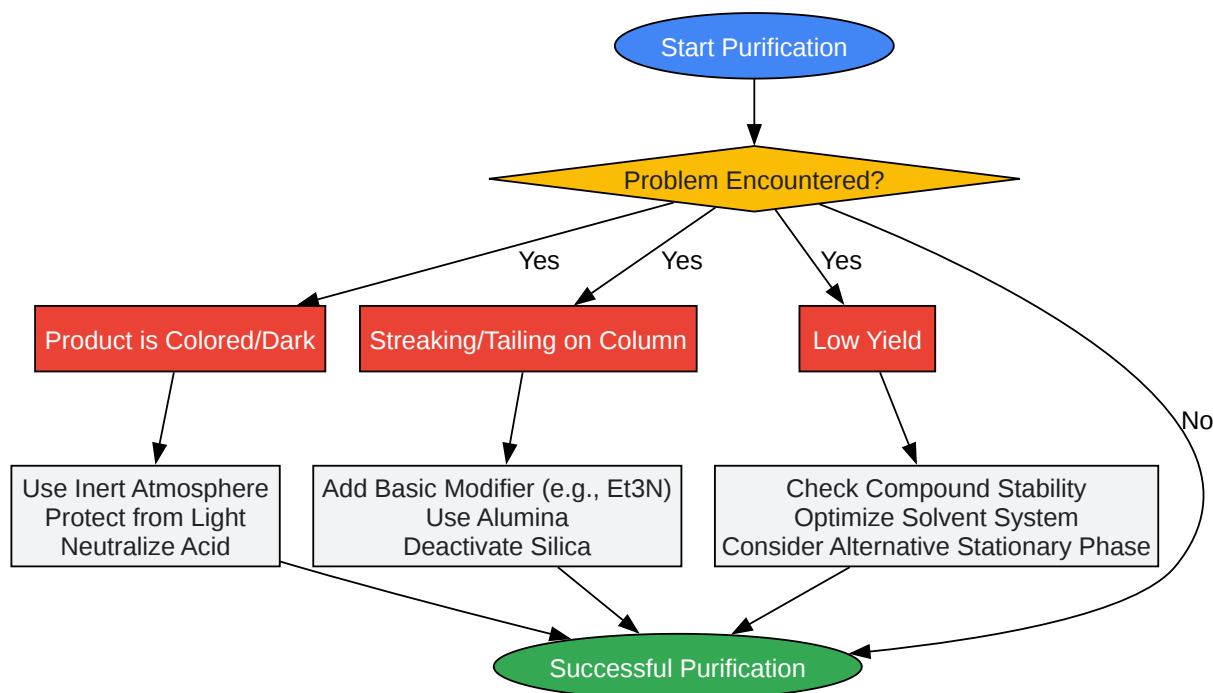 Start Purification
Problem Encountered?
Yes
Yes
Yes
No
Product is Colored/Dark
Streaking/Tailing on Column
Low Yield
Use Inert Atmosphere
Protect from Light
Neutralize Acid
Add Basic Modifier (e.g., Et3N)
Use Alumina
Deactivate Silica
Check Compound Stability
Optimize Solvent System
Consider Alternative Stationary Phase
Successful Purification